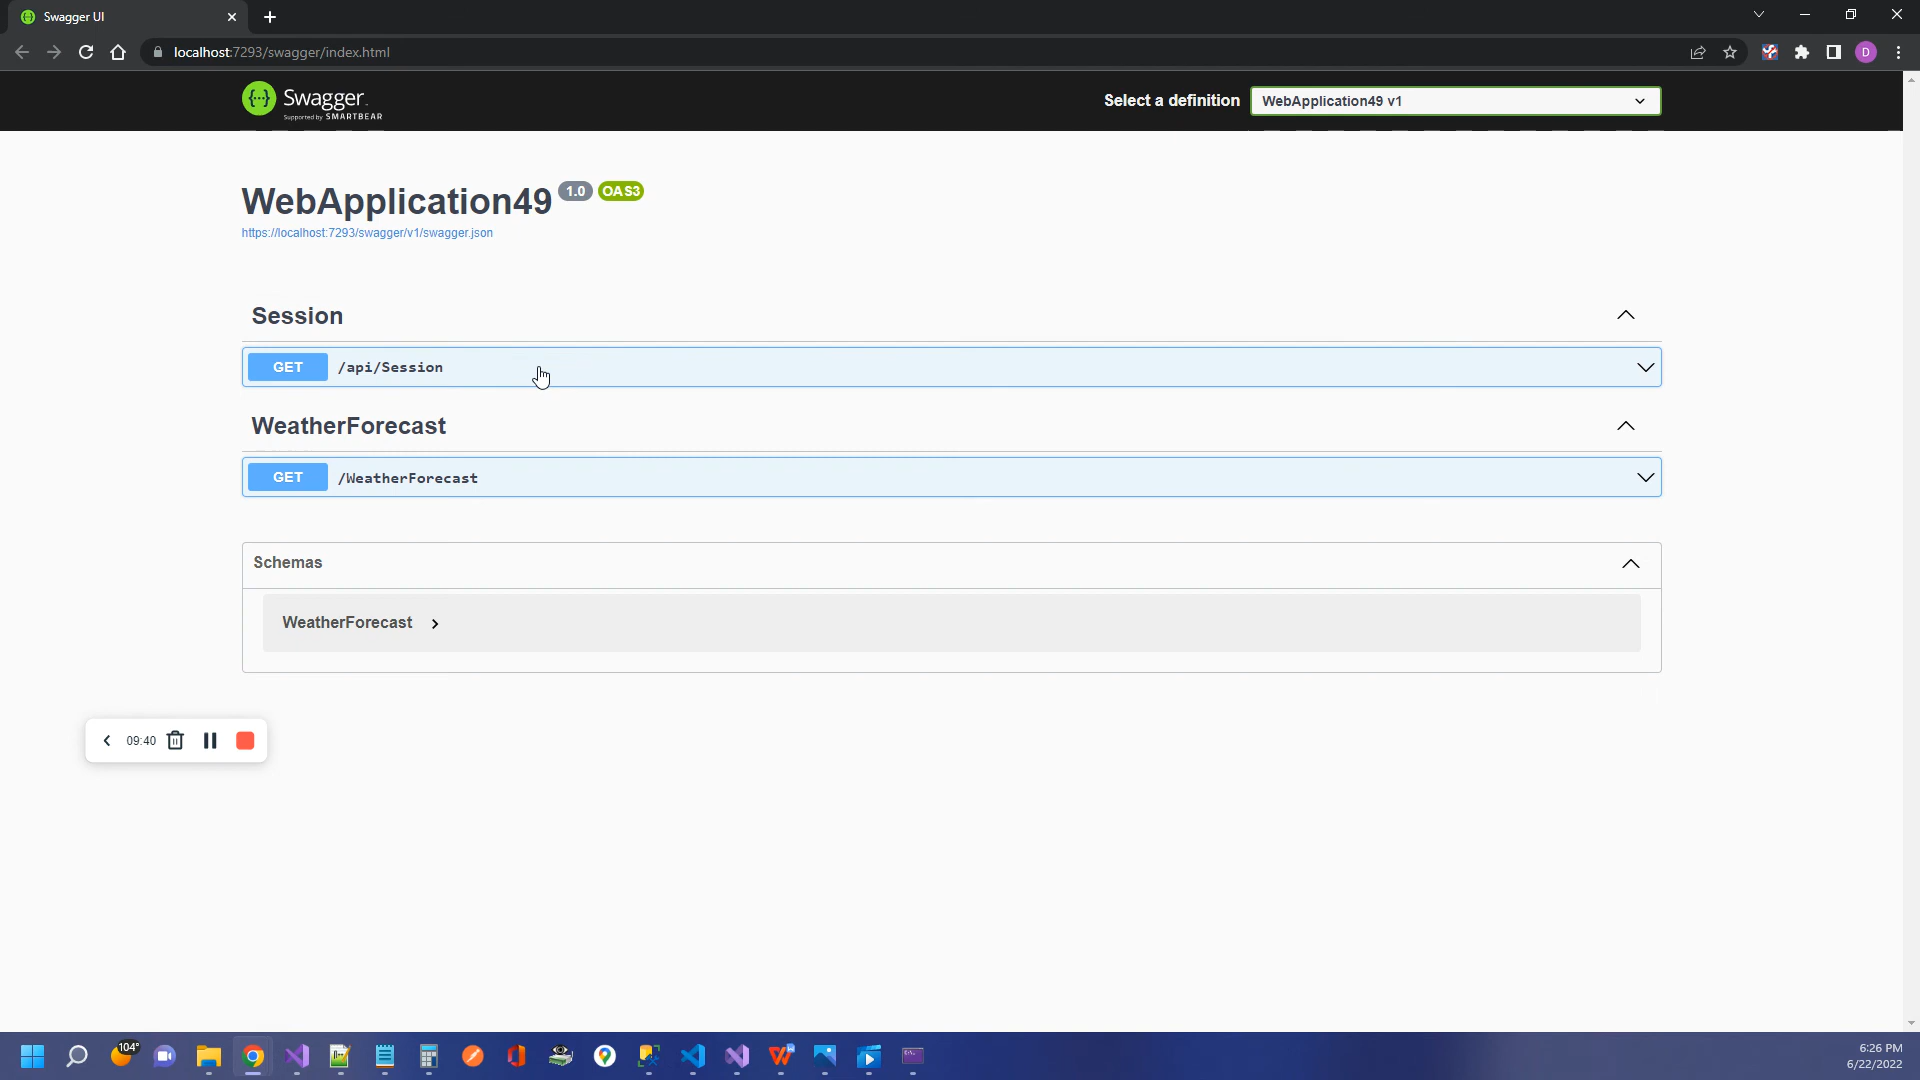 Swagger UI
localhost:7293/swagger/index.html
D
{···} Swagger.
Supported by SMARTBEAR
Select a definition
WebApplication49 v1
WebApplication49 1.0 OAS3
https://localhost:7293/swagger/v1/swagger.json
Session
GET /api/Session
WeatherForecast
GET /WeatherForecast
Schemas
WeatherForecast
09:40
104°
6:26 PM
6/22/2022